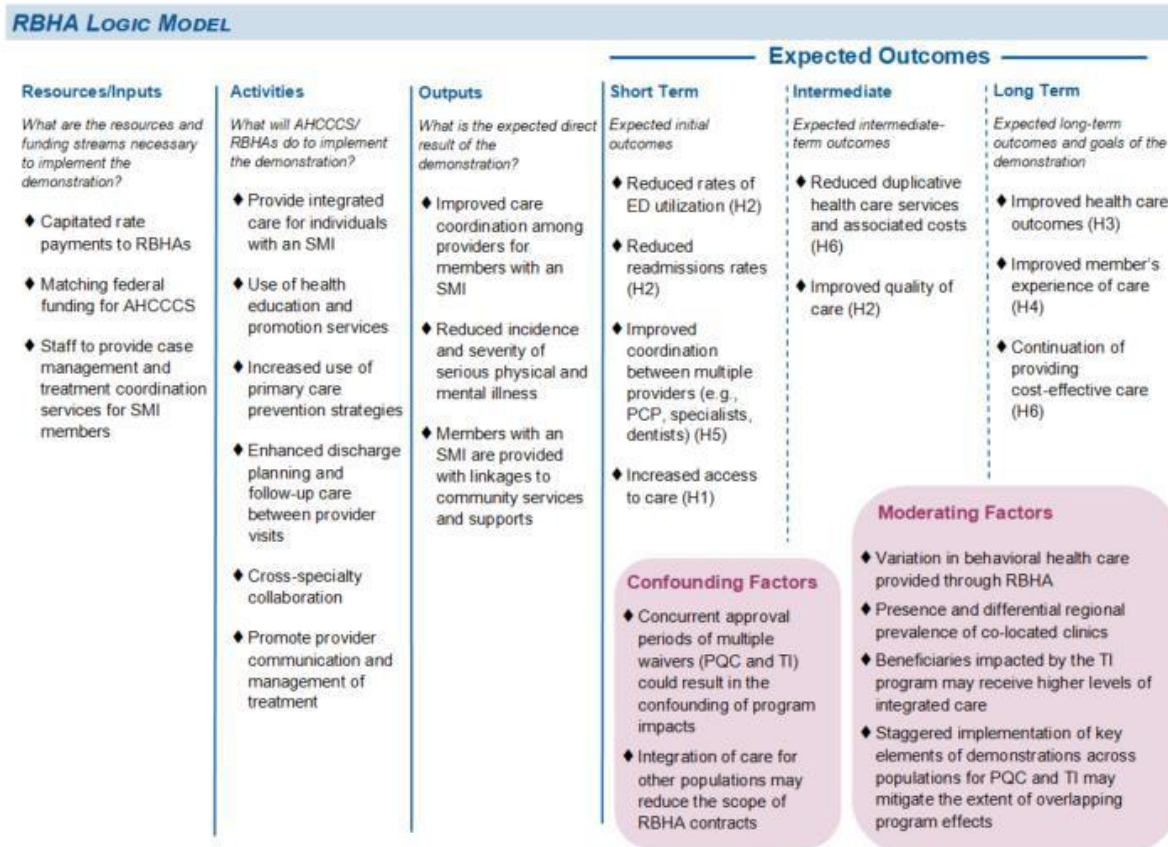 RBHA LOGIC MODEL
Expected Outcomes
Resources/Inputs
What are the resources and
funding streams necessary
to implement the
demonstration?
♦ Capitated rate
payments to RBHAs
♦ Matching federal
funding for AHCCCS
♦ Staff to provide case
management and
treatment coordination
services for SMI
members
Activities
What will AHCCCS/
RBHAs do to implement
the demonstration?
♦ Provide integrated
care for individuals
with an SMI
♦ Use of health
education and
promotion services
♦ Increased use of
primary care
prevention strategies
♦ Enhanced discharge
planning and
follow-up care
between provider
visits
♦ Cross-specialty
collaboration
♦ Promote provider
communication and
management of
treatment
Outputs
What is the expected direct
result of the
demonstration?
♦ Improved care
coordination among
providers for
members with an
SMI
♦ Reduced incidence
and severity of
serious physical and
mental illness
♦ Members with an
SMI are provided
with linkages to
community services
and supports
Short Term
Expected initial
outcomes
♦ Reduced rates of
ED utilization (H2)
♦ Reduced
readmissions rates
(H2)
♦ Improved
coordination
between multiple
providers (e.g.,
PCP, specialists,
dentists) (H5)
♦ Increased access
to care (H1)
Intermediate
Expected intermediate-
term outcomes
♦ Reduced duplicative
health care services
and associated costs
(H6)
♦ Improved quality of
care (H2)
Long Term
Expected long-term
outcomes and goals of the
demonstration
♦ Improved health care
outcomes (H3)
♦ Improved member's
experience of care
(H4)
♦ Continuation of
providing
cost-effective care
(H6)
Confounding Factors
♦ Concurrent approval
periods of multiple
waivers (PQC and TI)
could result in the
confounding of program
impacts
♦ Integration of care for
other populations may
reduce the scope of
RBHA contracts
Moderating Factors
♦ Variation in behavioral health care
provided through RBHA
♦ Presence and differential regional
prevalence of co-located clinics
♦ Beneficiaries impacted by the TI
program may receive higher levels of
integrated care
♦ Staggered implementation of key
elements of demonstrations across
populations for PQC and TI may
mitigate the extent of overlapping
program effects